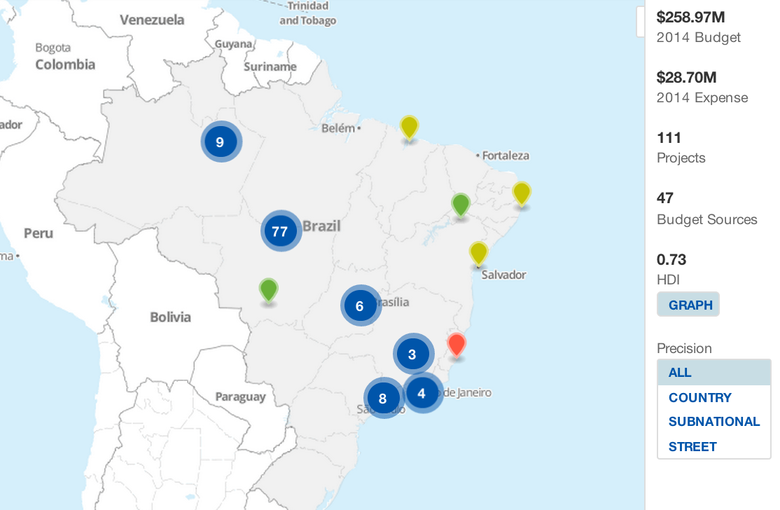 Trinidad
and Tobago
Venezuela
Guyana
Bogota
Colombia
Suriname
ador
Belém
9
Fortaleza
77
Brazil
Peru
ma
Salvador
6
rasília
Bolivia
3
4
de Janeiro
8
Paraguay
$258.97M
2014 Budget
$28.70M
2014 Expense
111
Projects
47
Budget Sources
0.73
HDI
GRAPH
Precision
ALL
COUNTRY
SUBNATIONAL
STREET